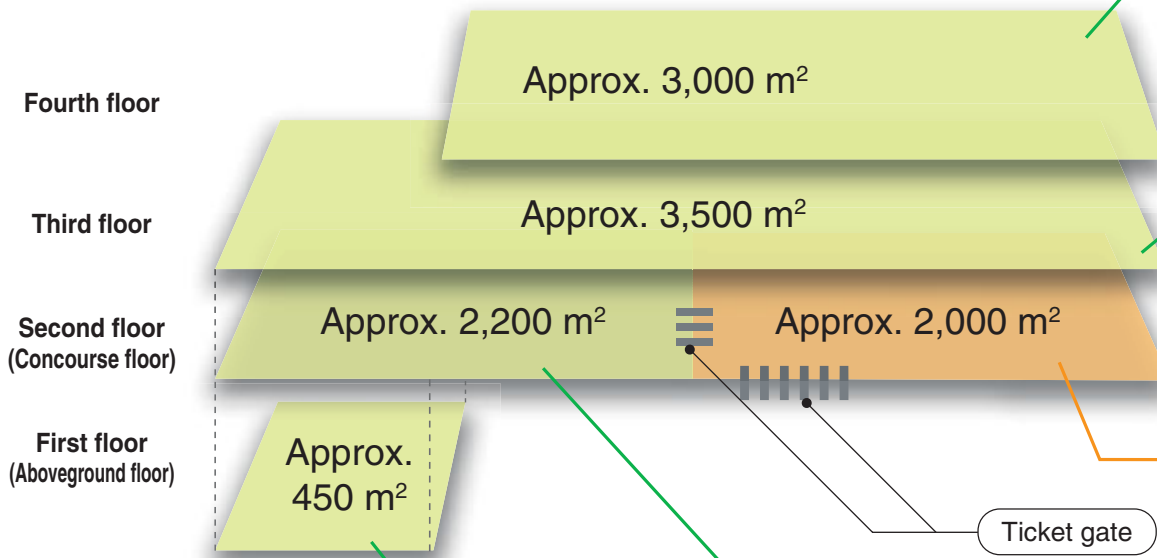 Fourth floor
Approx. 3,000 m²
Third floor
Approx. 3,500 m²
Second floor
(Concourse floor)
Approx. 2,200 m²
Approx. 2,000 m²
First floor
(Aboveground floor)
Approx.
450 m²
Ticket gate